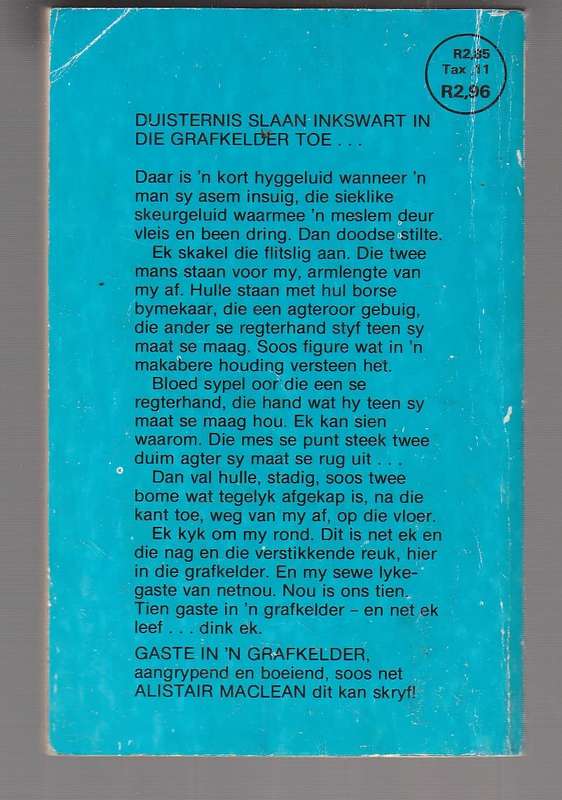 R2,85
Tax ,11
R2,96
DUISTERNIS SLAAN INKSWART IN
DIE GRAFKELDER TOE . . .
Daar is 'n kort hyggeluid wanneer 'n
man sy asem insuig, die sieklike
skeurgeluid waarmee 'n meslem deur
vleis en been dring. Dan doodse stilte.
Ek skakel die flitslig aan. Die twee
mans staan voor my, armlengte van
my af. Hulle staan met hul borse
bymekaar, die een agteroor gebuig,
die ander se regterhand styf teen sy
maat se maag. Soos figure wat in 'n
makabere houding versteen het.
Bloed sypel oor die een se
regterhand, die hand wat hy teen sy
maat se maag hou. Ek kan sien
waarom. Die mes se punt steek twee
duim agter sy maat se rug uit . . .
Dan val hulle, stadig, soos twee
bome wat tegelyk afgekap is, na die
kant toe, weg van my af, op die vloer.
Ek kyk om my rond. Dit is net ek en
die nag en die verstikkende reuk, hier
in die grafkelder. En my sewe lyke-
gaste van netnou. Nou is ons tien.
Tien gaste in 'n grafkelder – en net ek
leef . . . dink ek.
GASTE IN 'N GRAFKELDER,
aangrypend en boeiend, soos net
ALISTAIR MACLEAN dit kan skryf!